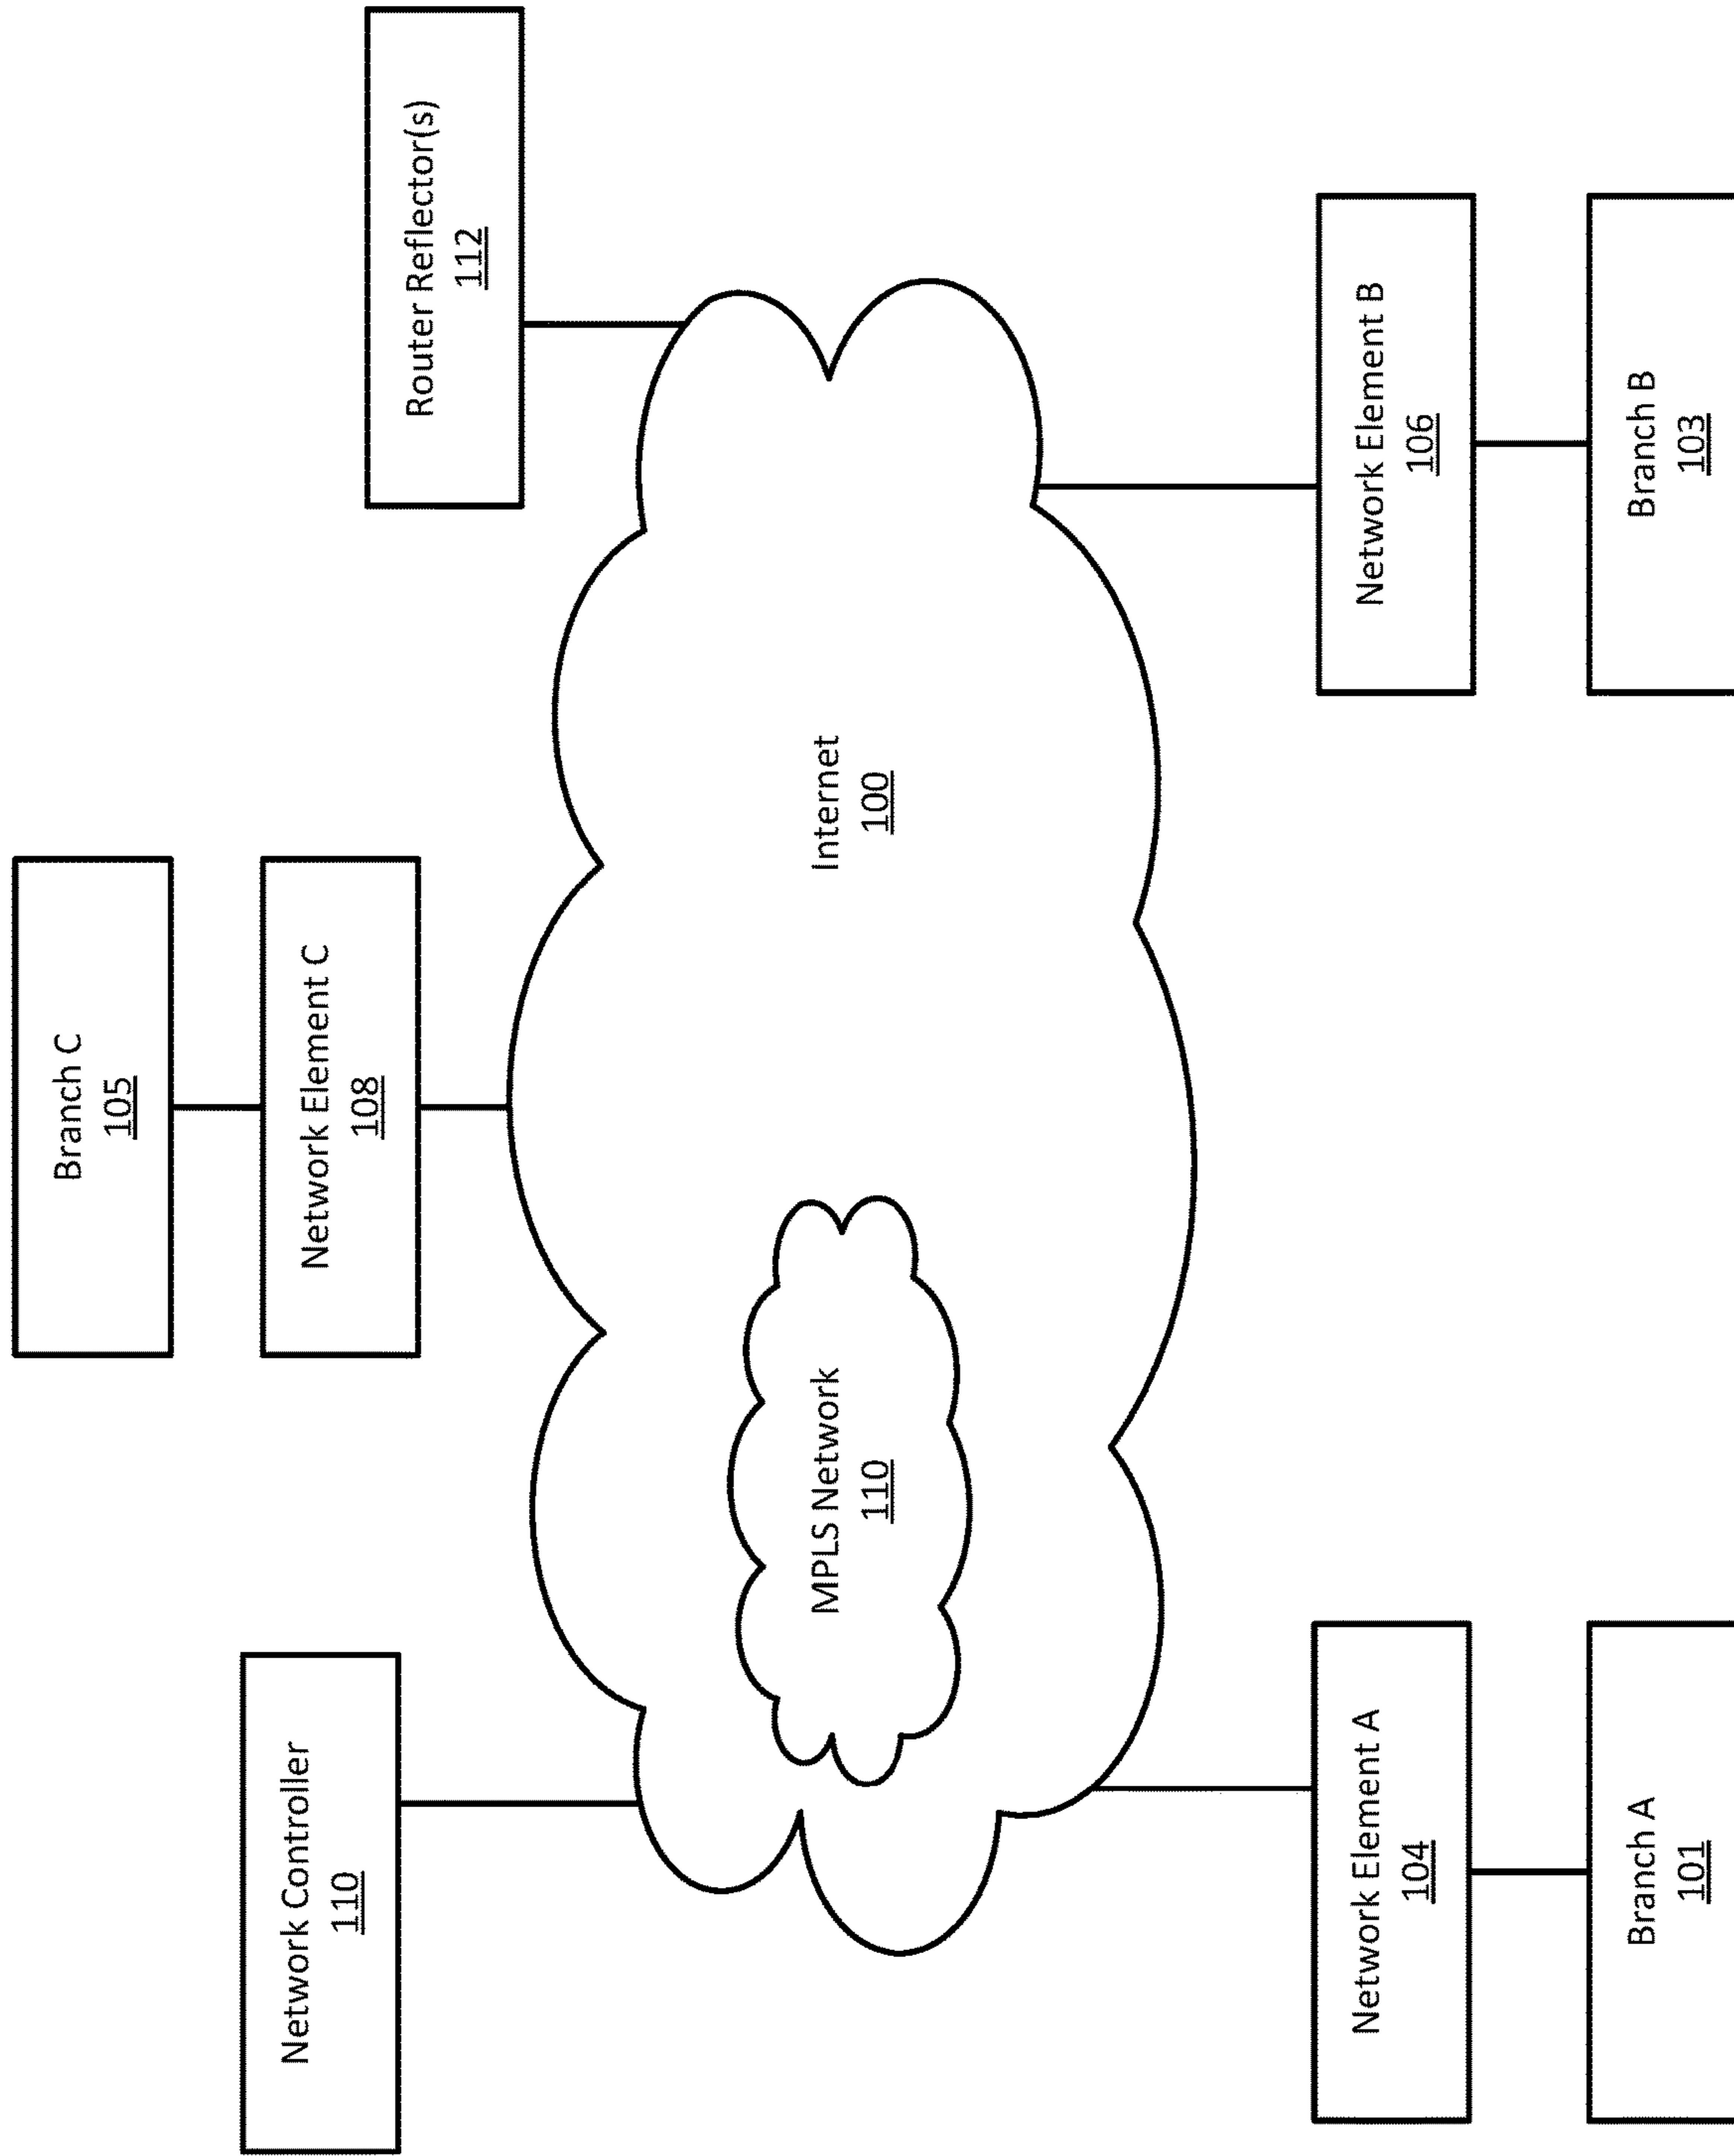 Branch C
105
Network Element C
108
Network Controller
110
Router Reflector(s)
112
Internet
100
MPLS Network
110
Network Element A
104
Network Element B
106
Branch A
101
Branch B
103